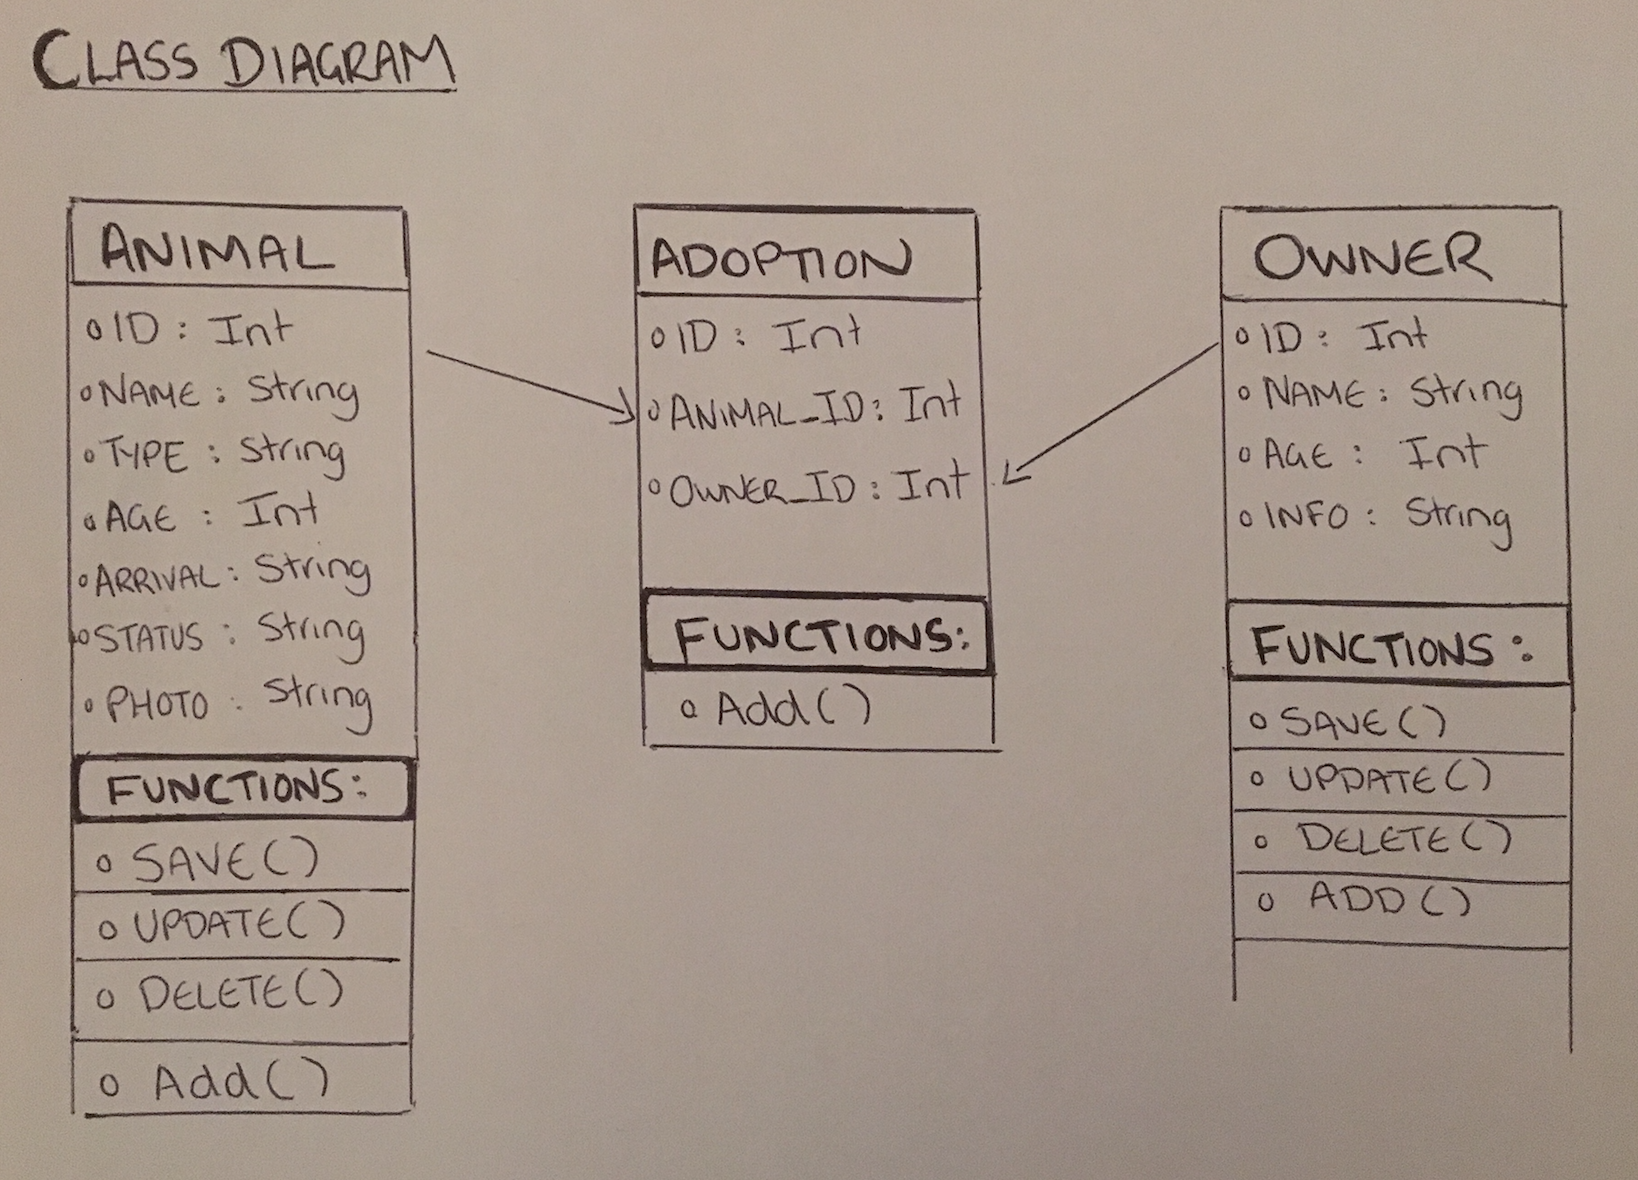 CLASS DIAGRAM
ANIMAL
ID : Int
NAME : String
TYPE : String
AGE : Int
ARRIVAL : String
STATUS : String
PHOTO : String
FUNCTIONS:
SAVE()
UPDATE()
DELETE()
Add()
ADOPTION
ID : Int
ANIMAL_ID : Int
OWNER_ID : Int
FUNCTIONS:
Add()
OWNER
ID : Int
NAME : String
AGE : Int
INFO : String
FUNCTIONS :
SAVE()
UPDATE()
DELETE()
ADD()